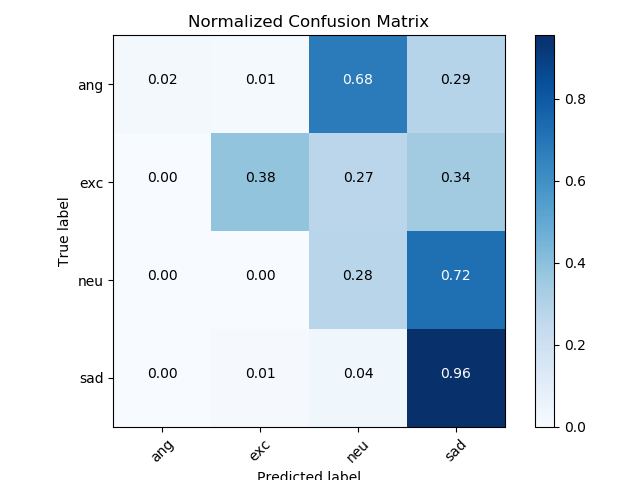 Normalized Confusion Matrix
True label
ang 0.02 0.01 0.68 0.29
exc 0.00 0.38 0.27 0.34
neu 0.00 0.00 0.28 0.72
sad 0.00 0.01 0.04 0.96
ang exc neu sad
Predicted label
0.8
0.6
0.4
0.2
0.0